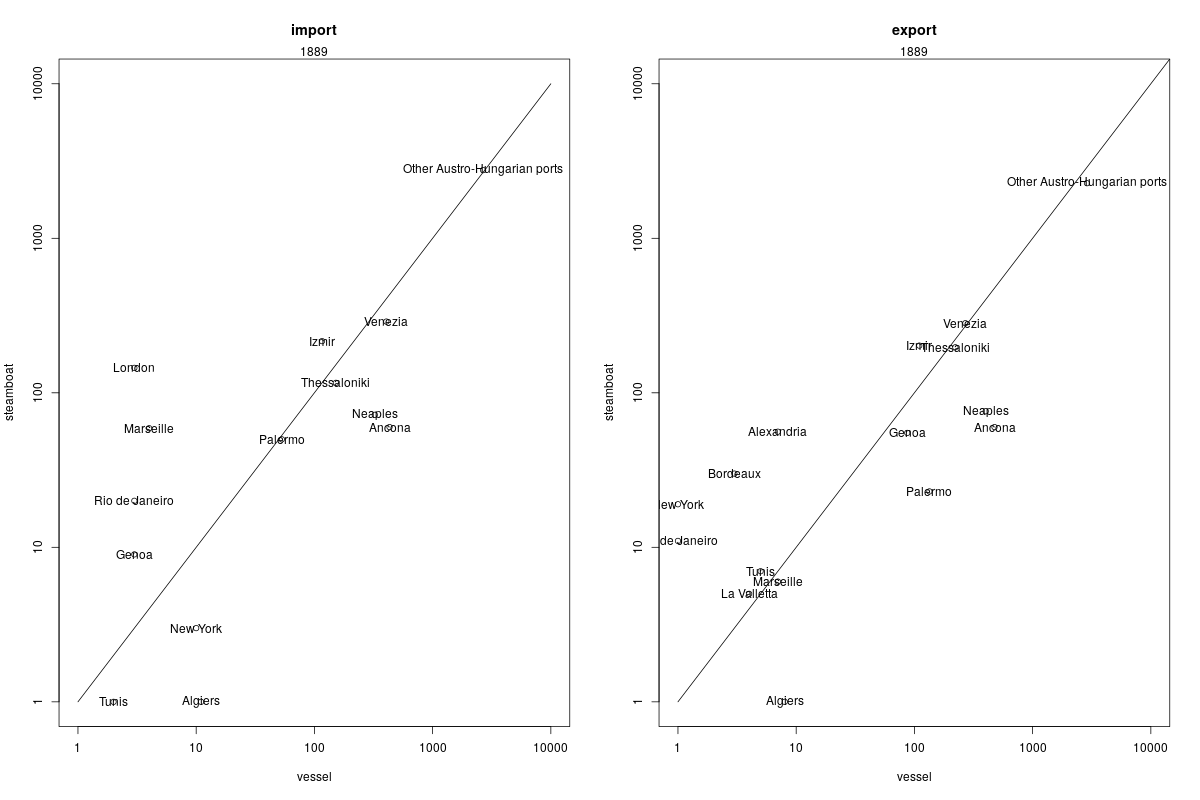 import
1889
10000
1000
100
10
1
steamboat
Other Austro-Hungarian ports
Venezia
Izmir
London
Thessaloniki
Neaples
Marseille
Ancona
Palermo
Rio de Janeiro
Genoa
New York
Tunis
Algiers
1 10 100 1000 10000
vessel
export
1889
10000
1000
100
10
1
steamboat
Other Austro-Hungarian ports
Venezia
Izmir
Thessaloniki
Neaples
Ancona
Alexandria
Genoa
Bordeaux
Palermo
ew York
de Janeiro
Tunis
Marseille
La Valletta
Algiers
1 10 100 1000 10000
vessel